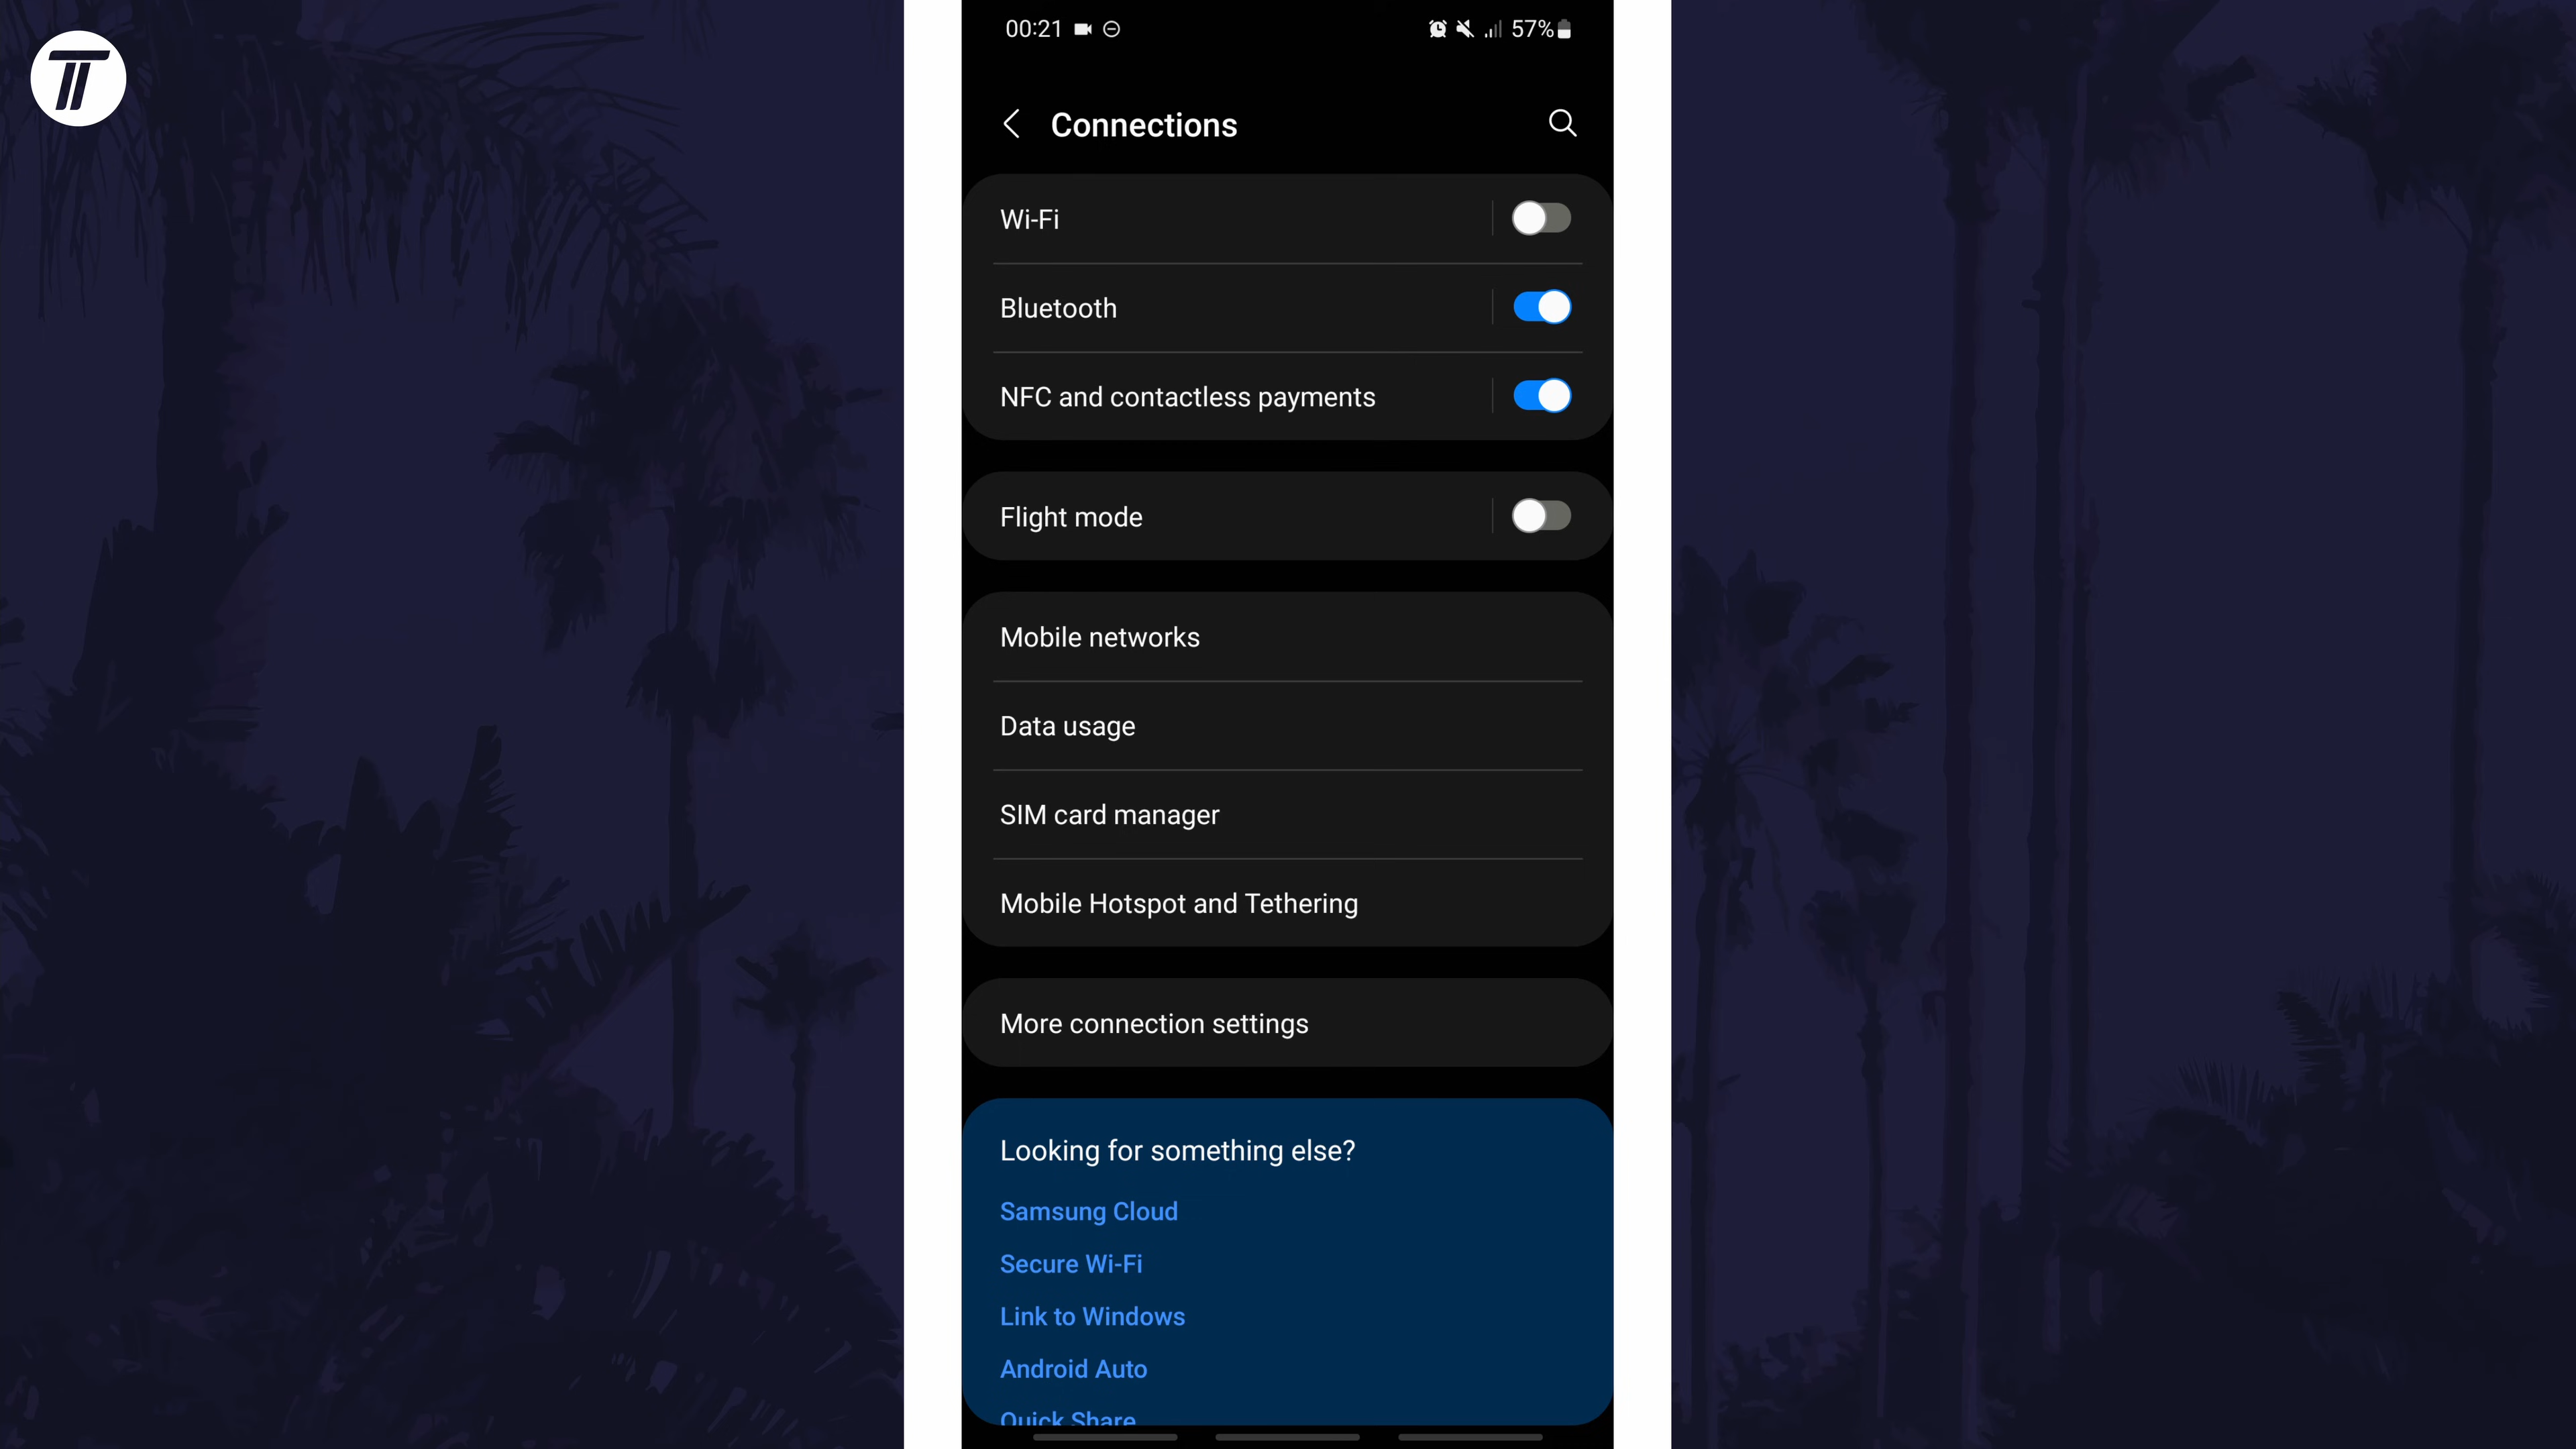 00:21
57%
Connections
Wi-Fi
Bluetooth
NFC and contactless payments
Flight mode
Mobile networks
Data usage
SIM card manager
Mobile Hotspot and Tethering
More connection settings
Looking for something else?
Samsung Cloud
Secure Wi-Fi
Link to Windows
Android Auto
Quick Share